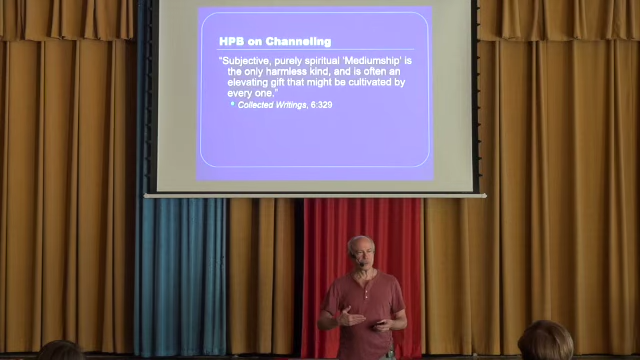 HPB on Channeling
“Subjective, purely spiritual ‘Mediumship’ is
the only harmless kind, and is often an
elevating gift that might be cultivated by
every one.”
Collected Writings, 6:329